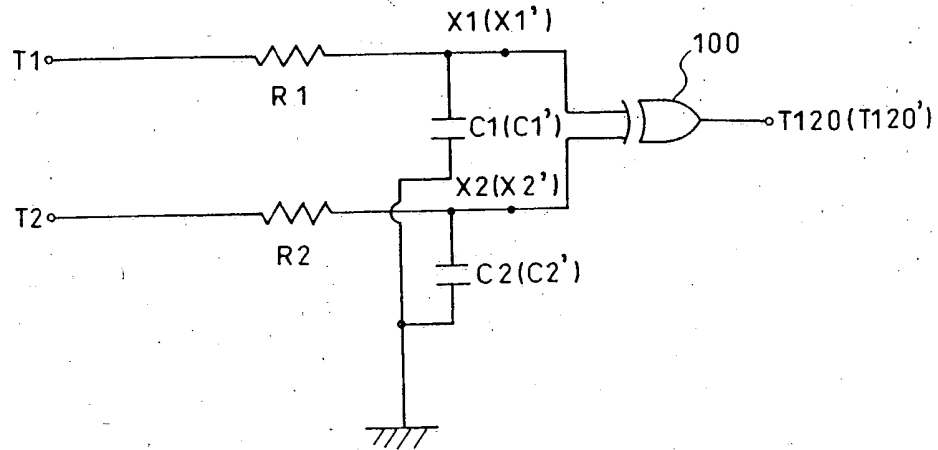 X1(X1')
100
T1
R1
C1(C1')
T120(T120')
X2(X2')
T2
R2
C2(C2')